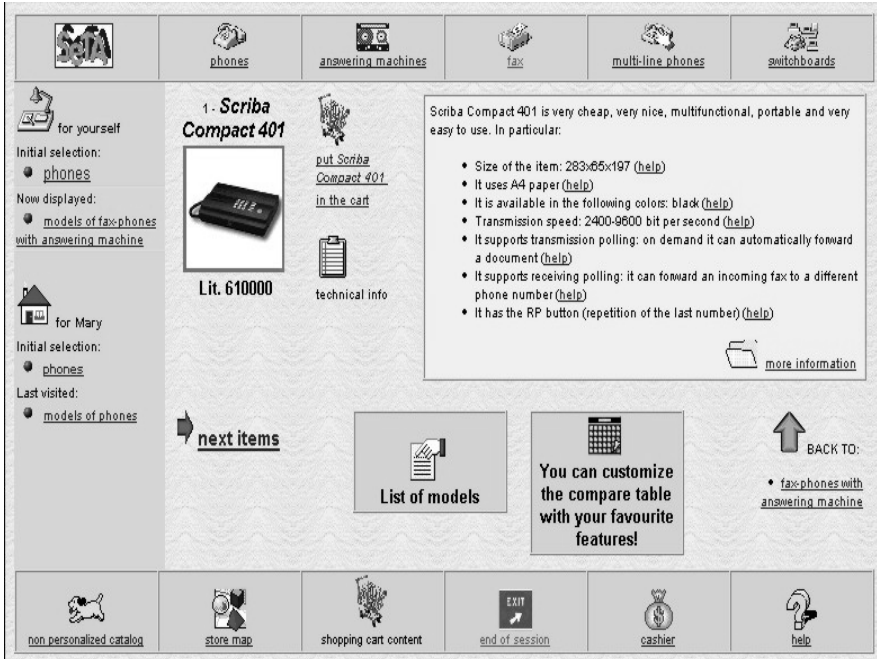 SeTA
phones
answering machines
fax
multi-line phones
switchboards
for yourself
Initial selection:
phones
Now displayed:
models of fax-phones
with answering machine
for Mary
Initial selection:
phones
Last visited:
models of phones
1 - Scriba
Compact 401
Lit. 610000
put Scriba
Compact 401
in the cart
technical info
Scriba Compact 401 is very cheap, very nice, multifunctional, portable and very
easy to use. In particular:
• Size of the item: 283x65x197 (help)
• It uses A4 paper (help)
• It is available in the following colors: black (help)
• Transmission speed: 2400-9600 bit per second (help)
• It supports transmission polling: on demand it can automatically forward
a document (help)
• It supports receiving polling: it can forward an incoming fax to a different
phone number (help)
• It has the RP button (repetition of the last number) (help)
more information
next items
List of models
You can customize
the compare table
with your favourite
features!
BACK TO:
• fax-phones with
answering machine
non personalized catalog
store map
shopping cart content
EXIT
end of session
cashier
help